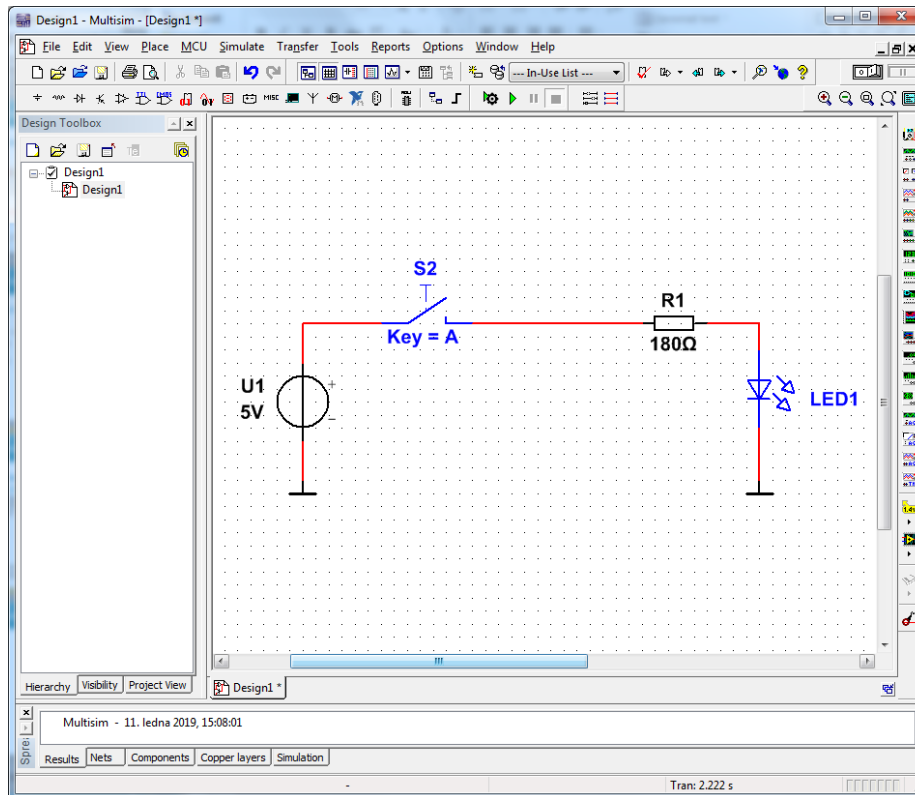 Design1 - Multisim - [Design1 *]
File Edit View Place MCU Simulate Transfer Tools Reports Options Window Help
--- In-Use List ---
MISC
Design Toolbox
Design1
Design1
S2
Key = A
R1
180Ω
U1
5V
+
−
LED1
1.4v
Hierarchy Visibility Project View
Design1 *
Multisim - 11. ledna 2019, 15:08:01
Results Nets Components Copper layers Simulation
- Tran: 2.222 s